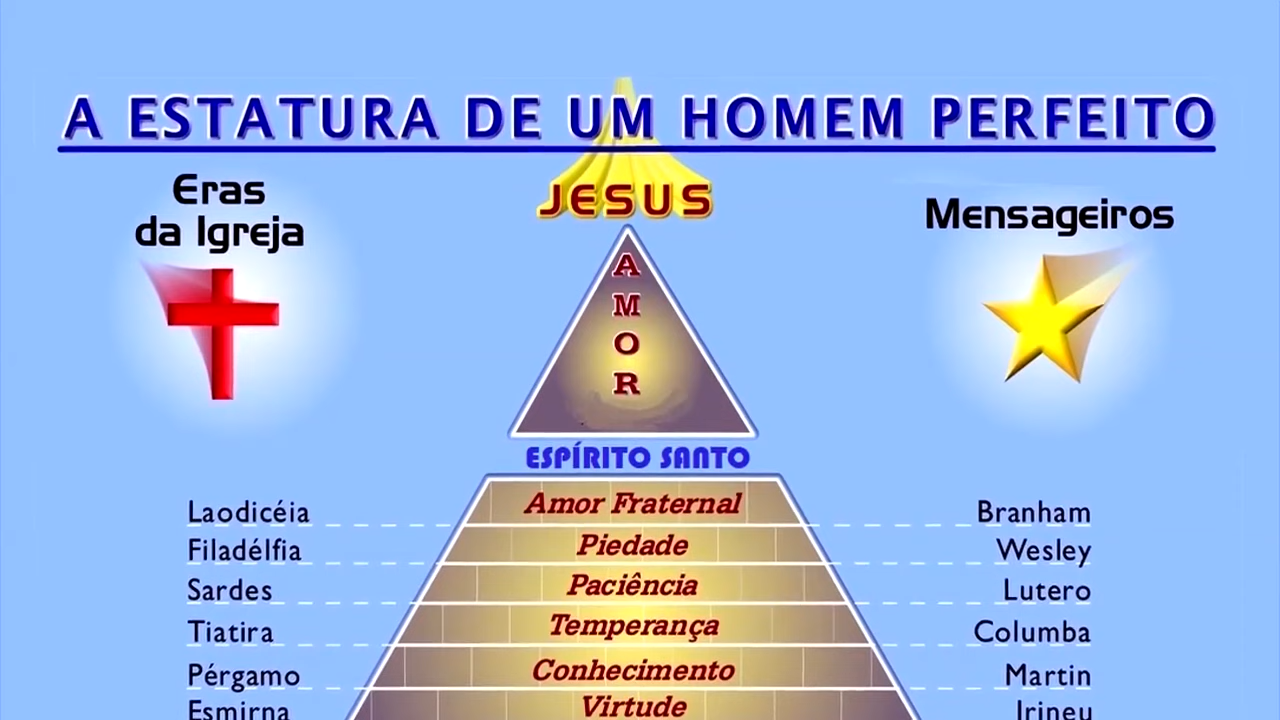 A ESTATURA DE UM HOMEM PERFEITO
Eras
da Igreja
JESUS
Mensageiros
A
M
O
R
ESPÍRITO SANTO
Laodicéia Amor Fraternal Branham
Filadélfia Piedade Wesley
Sardes Paciência Lutero
Tiatira Temperança Columba
Pérgamo Conhecimento Martin
Esmirna Virtude Irineu